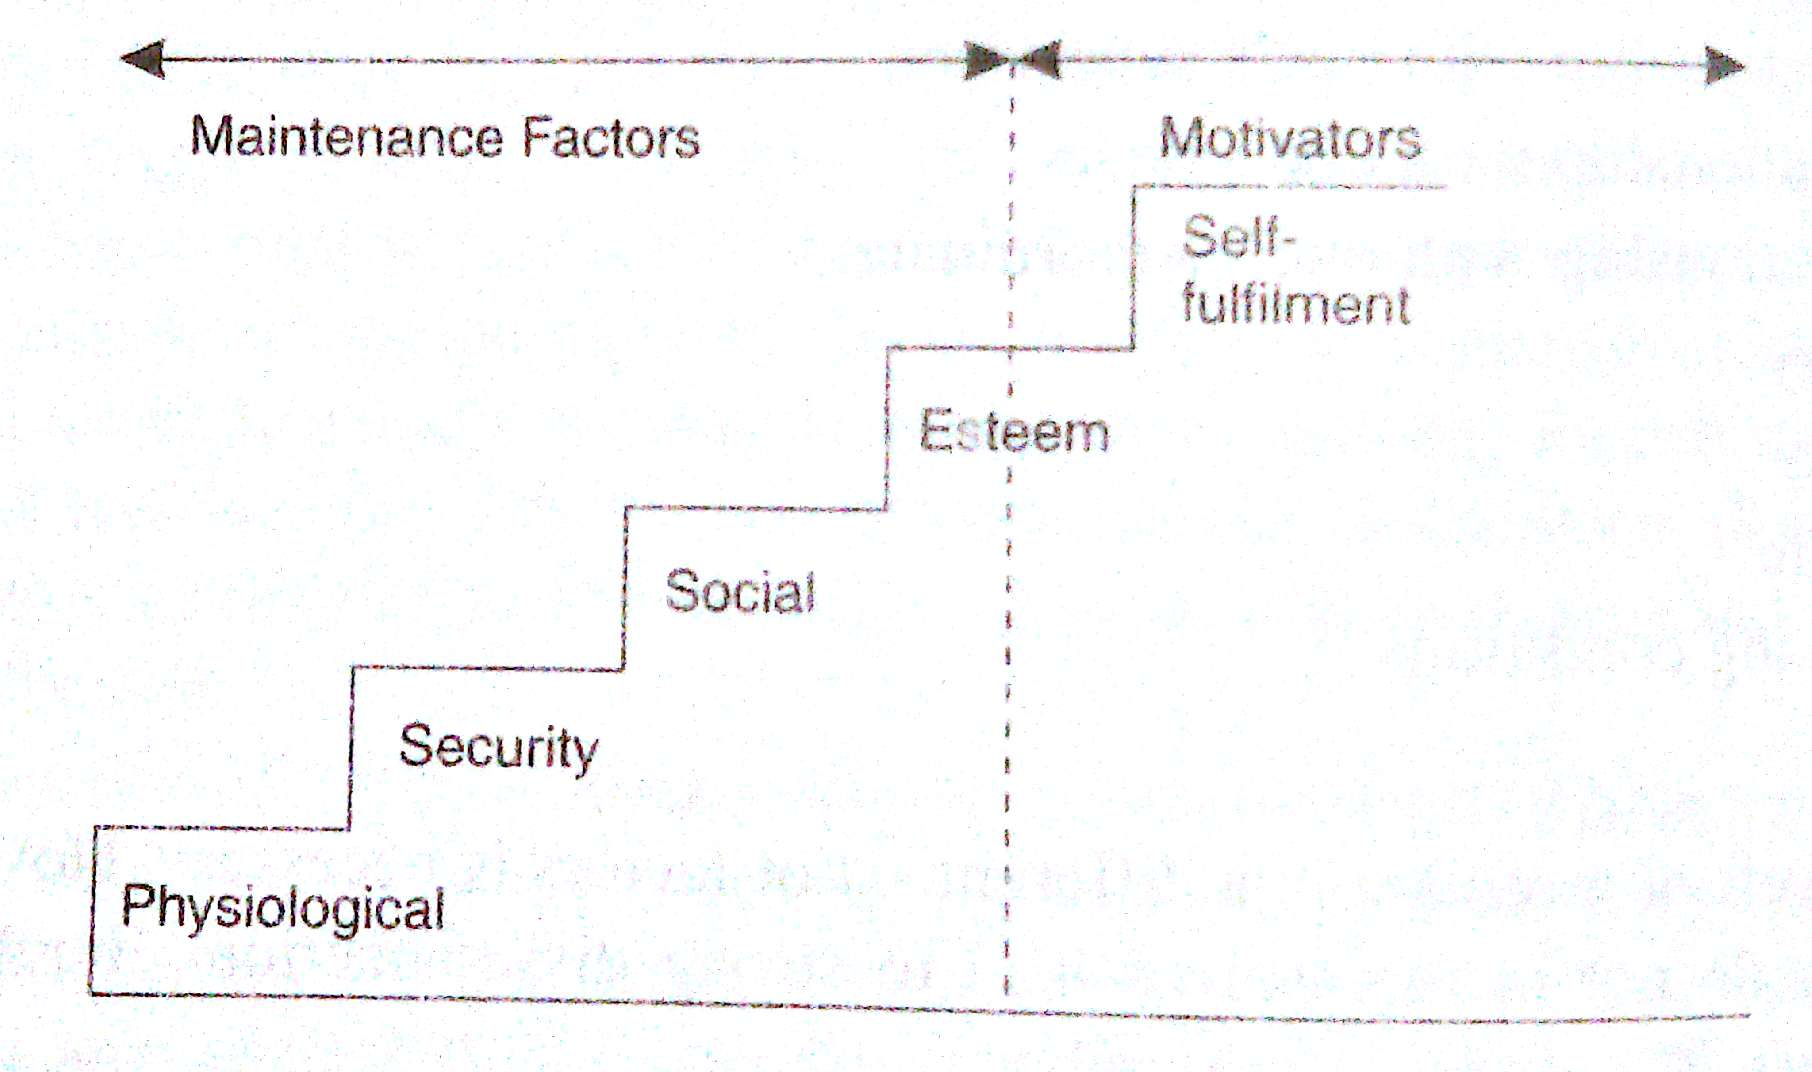 Maintenance Factors
Motivators
Self-
fulfilment
Esteem
Social
Security
Physiological